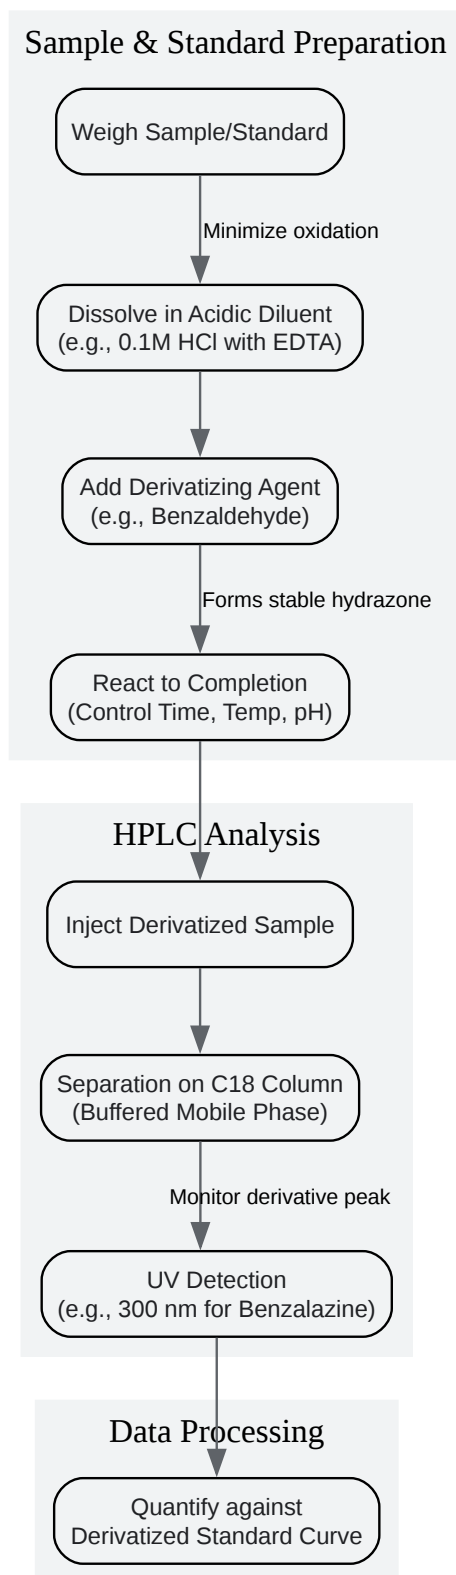 Sample & Standard Preparation
Weigh Sample/Standard
Minimize oxidation
Dissolve in Acidic Diluent
(e.g., 0.1M HCl with EDTA)
Add Derivatizing Agent
(e.g., Benzaldehyde)
Forms stable hydrazone
React to Completion
(Control Time, Temp, pH)
HPLC Analysis
Inject Derivatized Sample
Separation on C18 Column
(Buffered Mobile Phase)
Monitor derivative peak
UV Detection
(e.g., 300 nm for Benzalazine)
Data Processing
Quantify against
Derivatized Standard Curve